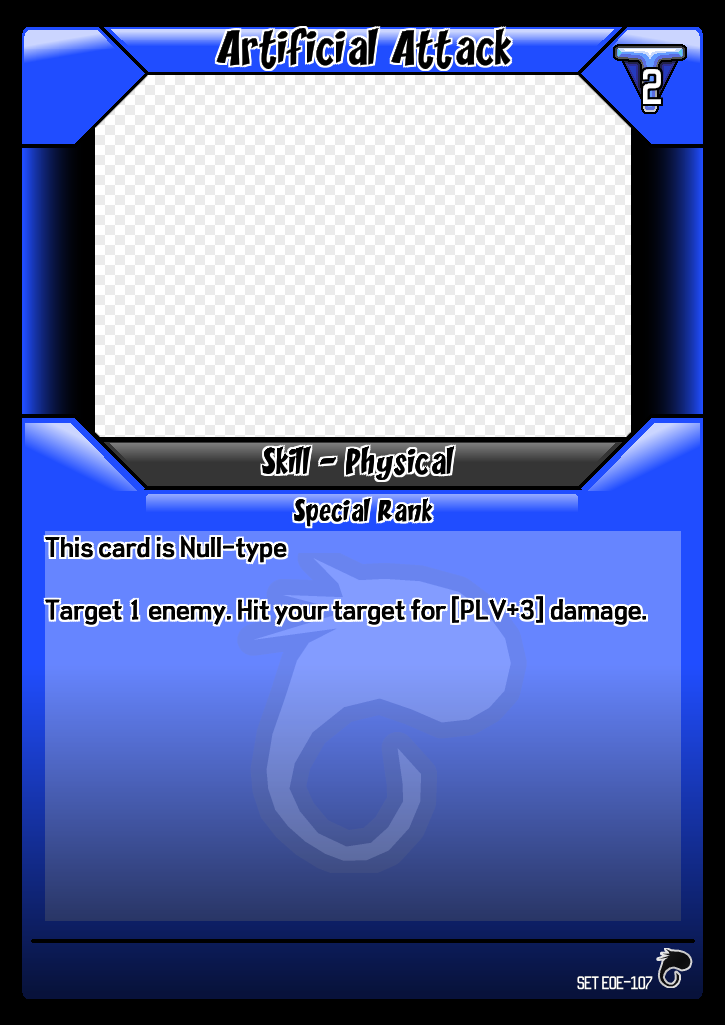 Artificial Attack
2
Skill - Physical
Special Rank
This card is Null-type
Target 1 enemy. Hit your target for [PLV+3] damage.
SET EOE-107